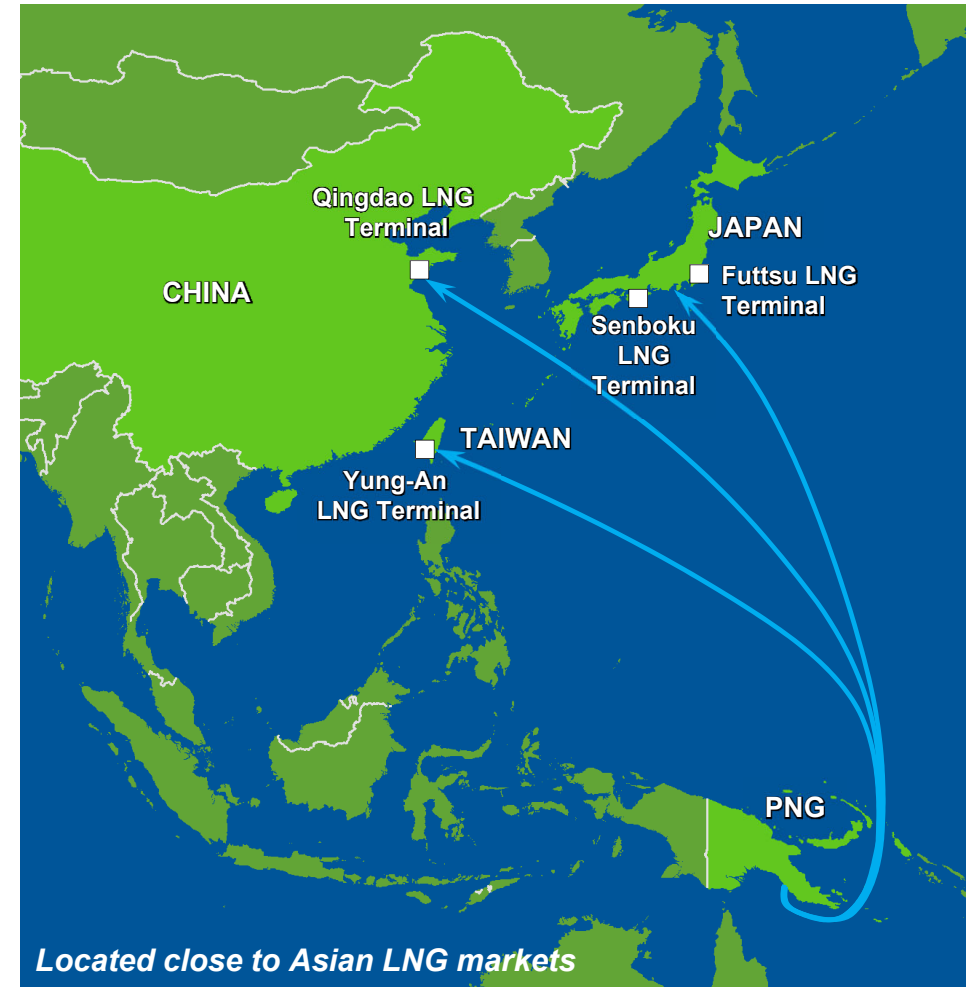 Qingdao LNG
Terminal
JAPAN
CHINA
Futtsu LNG
Terminal
Senboku
LNG
Terminal
TAIWAN
Yung-An
LNG Terminal
PNG
Located close to Asian LNG markets